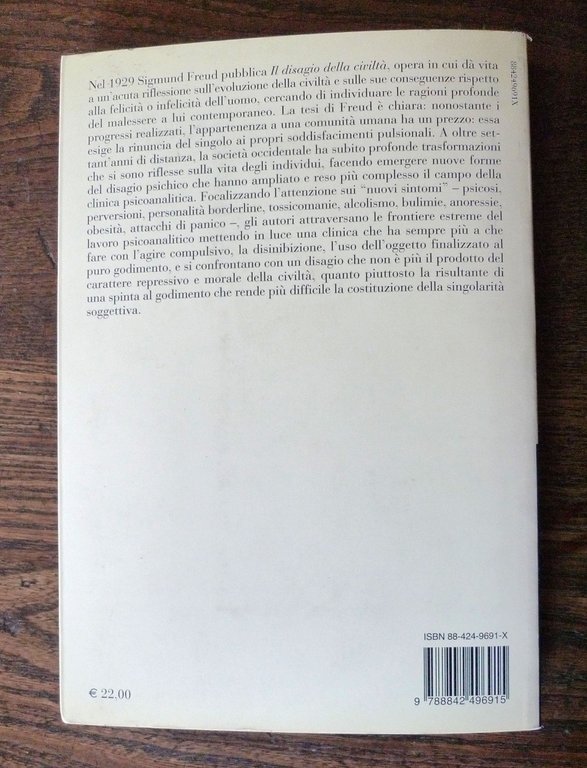 Nel 1929 Sigmund Freud pubblica Il disagio della civiltà, opera in cui dà vita
a un'acuta riflessione sull'evoluzione della civiltà e sulle sue conseguenze rispetto
alla felicità o infelicità dell'uomo, cercando di individuare le ragioni profonde
del malessere a lui contemporaneo. La tesi di Freud è chiara: nonostante i
progressi realizzati, l'appartenenza a una comunità umana ha un prezzo: essa
esige la rinuncia del singolo ai propri soddisfacimenti pulsionali. A oltre set-
tant'anni di distanza, la società occidentale ha subito profonde trasformazioni
che si sono riflesse sulla vita degli individui, facendo emergere nuove forme
del disagio psichico che hanno ampliato e reso più complesso il campo della
clinica psicoanalitica. Focalizzando l'attenzione sui “nuovi sintomi” – psicosi,
perversioni, personalità borderline, tossicomanie, alcolismo, bulimie, anoressie,
obesità, attacchi di panico –, gli autori attraversano le frontiere estreme del
lavoro psicoanalitico mettendo in luce una clinica che ha sempre più a che
fare con l'agire compulsivo, la disinibizione, l'uso dell'oggetto finalizzato al
puro godimento, e si confrontano con un disagio che non è più il prodotto del
carattere repressivo e morale della civiltà, quanto piuttosto la risultante di
una spinta al godimento che rende più difficile la costituzione della singolarità
soggettiva.
884249691X
ISBN 88-424-9691-X
€ 22,00
9 788842 496915